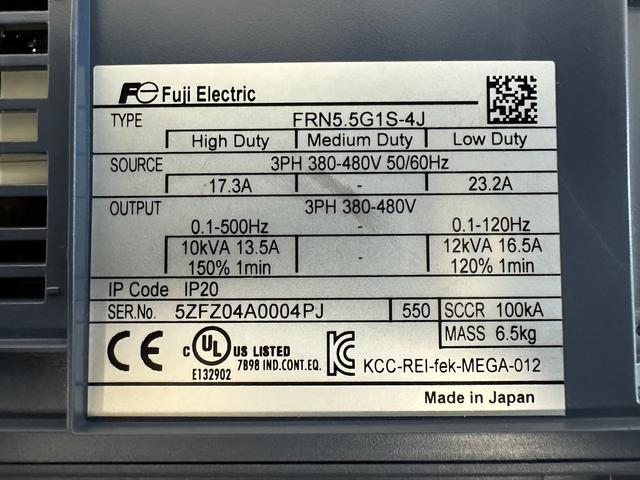 Fe Fuji Electric
TYPE FRN5.5G1S-4J
High Duty Medium Duty Low Duty
SOURCE 3PH 380-480V 50/60Hz
17.3A - 23.2A
OUTPUT 3PH 380-480V
0.1-500Hz - 0.1-120Hz
10kVA 13.5A - 12kVA 16.5A
150% 1min 120% 1min
IP Code IP20
SER.No. 5ZFZ04A0004PJ 550 SCCR 100kA
MASS 6.5kg
CE c UL US LISTED
7B98 IND.CONT.EQ.
E132902
KC KCC-REI-fek-MEGA-012
Made in Japan